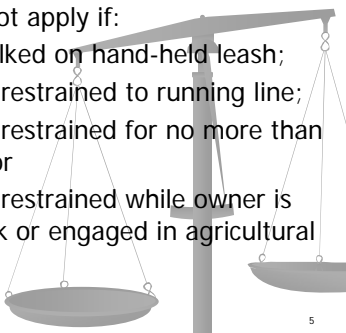 ot apply if:
lked on hand-held leash;
restrained to running line;
restrained for no more than
or
restrained while owner is
k or engaged in agricultural
5